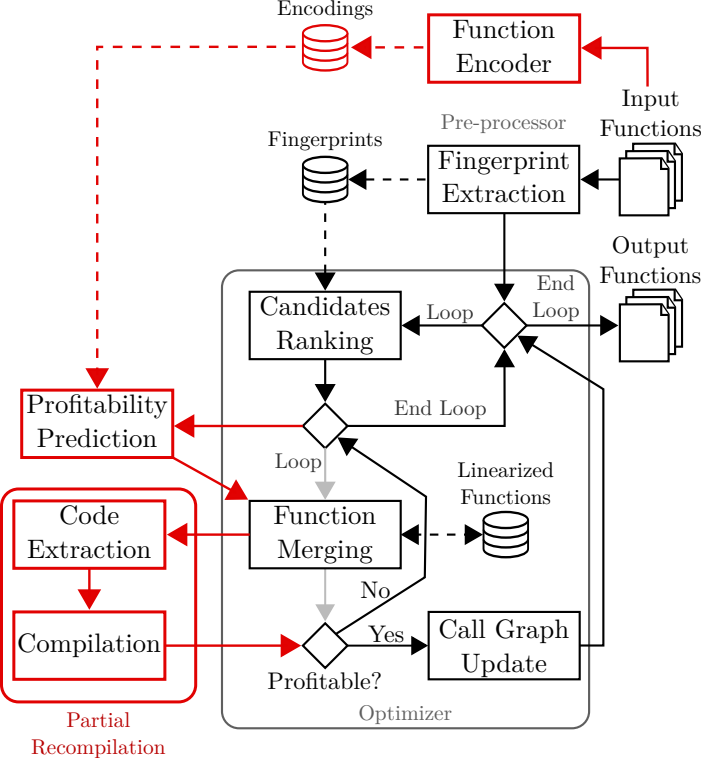 Encodings
Function
Encoder
Input
Functions
Pre-processor
Fingerprints
Fingerprint
Extraction
Output
Functions
End
Loop
Candidates
Ranking
Loop
Profitability
Prediction
End Loop
Loop
Linearized
Functions
Code
Extraction
Function
Merging
No
Compilation
Yes
Call Graph
Update
Profitable?
Optimizer
Partial
Recompilation